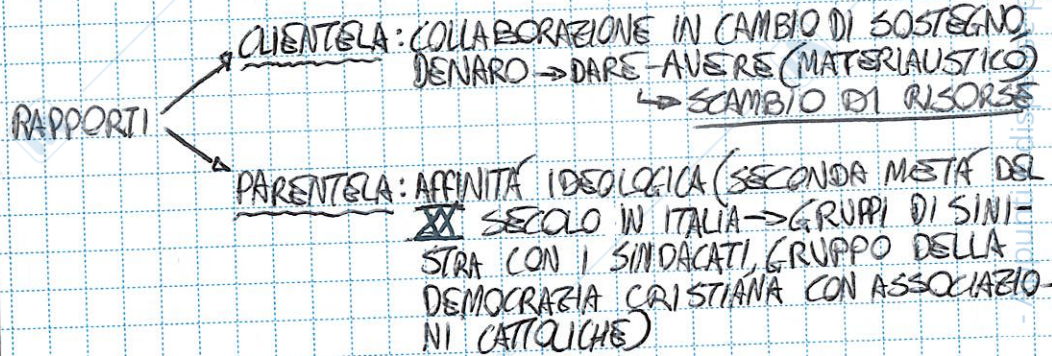 CLIENTELA: COLLABORAZIONE IN CAMBIO DI SOSTEGNO,
DENARO → DARE-AVERE (MATERIALISTICO)
↳ SCAMBIO DI RISORSE
RAPPORTI
PARENTELA: AFFINITÀ IDEOLOGICA (SECONDA METÀ DEL
XX SECOLO IN ITALIA → GRUPPI DI SINI-
STRA CON I SINDACATI, GRUPPO DELLA
DEMOCRAZIA CRISTIANA CON ASSOCIAZIO-
NI CATTOLICHE)